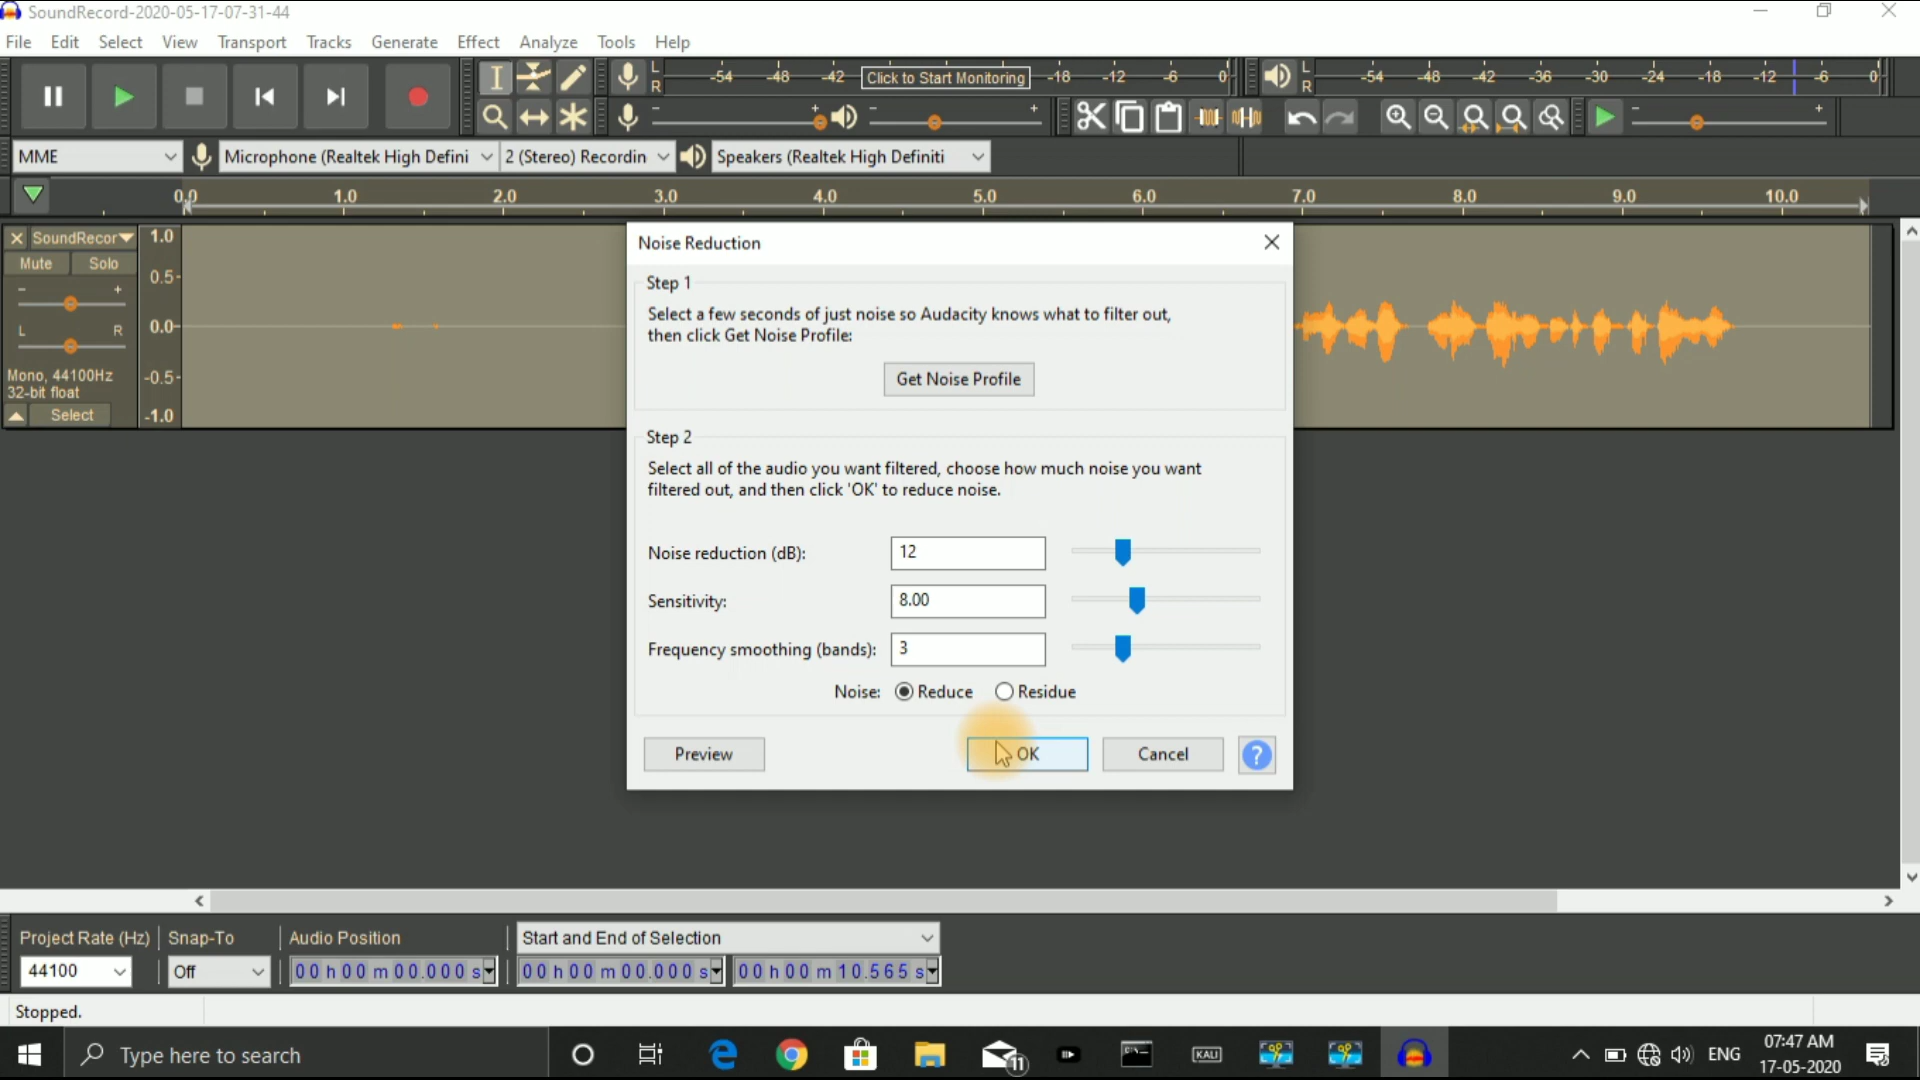 SoundRecord-2020-05-17-07-31-44
File Edit Select View Transport Tracks Generate Effect Analyze Tools Help
L R -54 -48 -42 Click to Start Monitoring -18 -12 -6 0 L R -54 -48 -42 -36 -30 -24 -18 -12 -6 0
MME Microphone (Realtek High Defini 2 (Stereo) Recordin Speakers (Realtek High Definiti
0.0 1.0 2.0 3.0 4.0 5.0 6.0 7.0 8.0 9.0 10.0
SoundRecor 1.0
Mute Solo 0.5
L R 0.0
Mono, 44100Hz -0.5
32-bit float
Select -1.0
Noise Reduction
Step 1
Select a few seconds of just noise so Audacity knows what to filter out,
then click Get Noise Profile:
Get Noise Profile
Step 2
Select all of the audio you want filtered, choose how much noise you want
filtered out, and then click 'OK' to reduce noise.
Noise reduction (dB): 12
Sensitivity: 8.00
Frequency smoothing (bands): 3
Noise: Reduce Residue
Preview OK Cancel ?
Project Rate (Hz) Snap-To Audio Position Start and End of Selection
44100 Off 00 h 00 m 00.000 s 00 h 00 m 00.000 s 00 h 00 m 10.565 s
Stopped.
Type here to search 11 KALI ENG 07:47 AM
17-05-2020